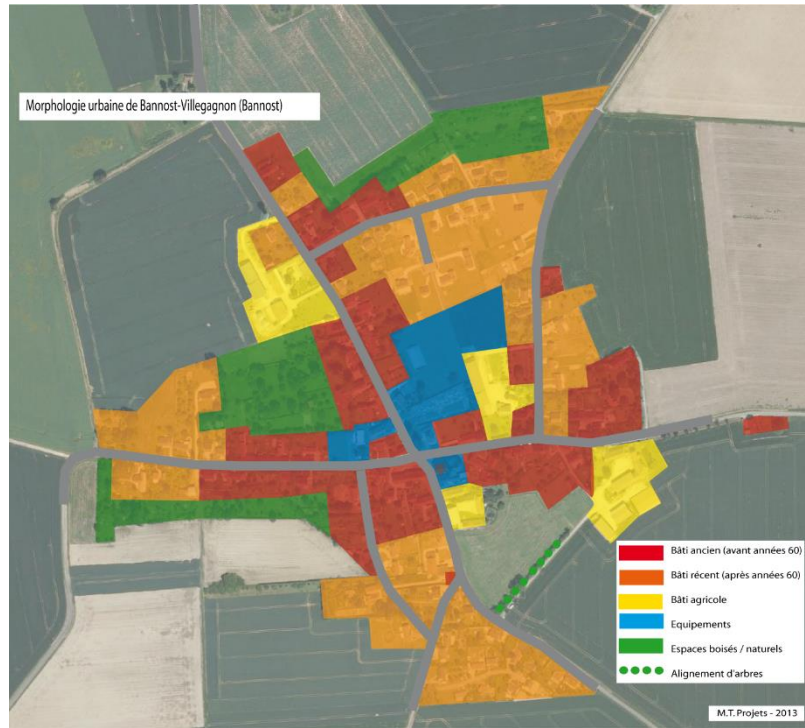 Morphologie urbaine de Bannost-Villegagnon (Bannost)
Bâti ancien (avant années 60)
Bâti récent (après années 60)
Bâti agricole
Equipements
Espaces boisés / naturels
Alignement d'arbres
M.T. Projets - 2013